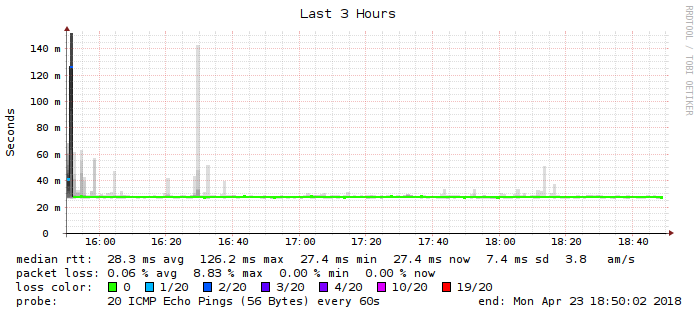 Last 3 Hours
RRDTOOL / TOBI OETIKER
Seconds
140 m
120 m
100 m
80 m
60 m
40 m
20 m
0
16:00 16:20 16:40 17:00 17:20 17:40 18:00 18:20 18:40
median rtt: 28.3 ms avg 126.2 ms max 27.4 ms min 27.4 ms now 7.4 ms sd 3.8 am/s
packet loss: 0.06 % avg 8.83 % max 0.00 % min 0.00 % now
loss color: 0 1/20 2/20 3/20 4/20 10/20 19/20
probe: 20 ICMP Echo Pings (56 Bytes) every 60s end: Mon Apr 23 18:50:02 2018